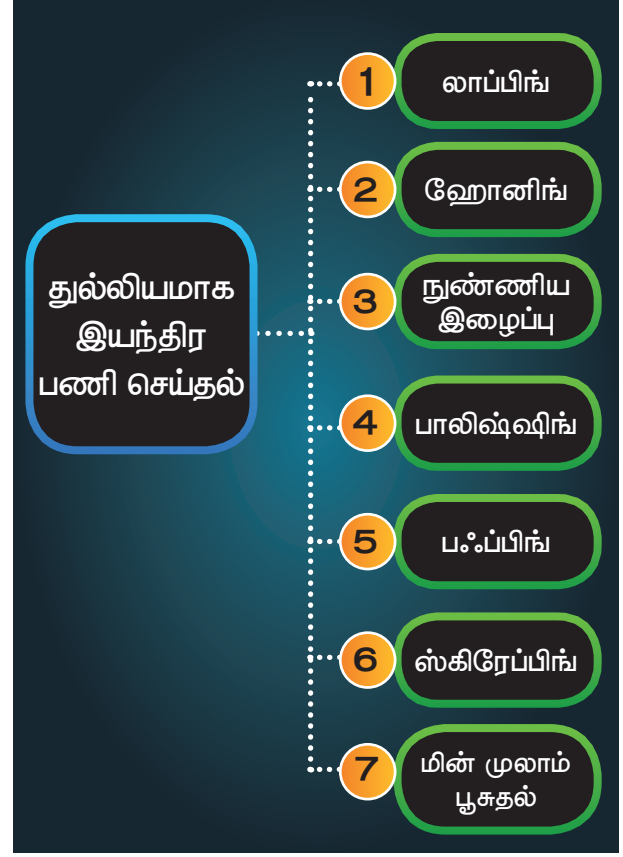 துல்லியமாக
இயந்திர
பணி செய்தல்
1
லாப்பிங்
2
ஹோனிங்
3
நுண்ணிய
இழைப்பு
4
பாலிஷ்ஷிங்
5
பஃப்பிங்
6
ஸ்கிரேப்பிங்
7
மின் முலாம்
பூசுதல்